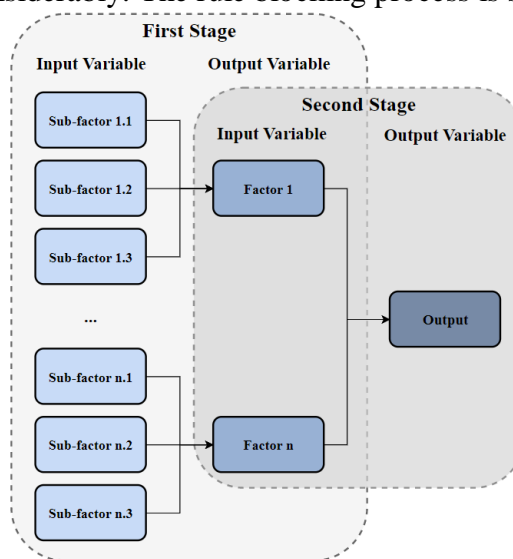 First Stage
Input Variable
Output Variable
Sub-factor 1.1
Sub-factor 1.2
Sub-factor 1.3
...
Sub-factor n.1
Sub-factor n.2
Sub-factor n.3
Second Stage
Input Variable
Output Variable
Factor 1
Factor n
Output